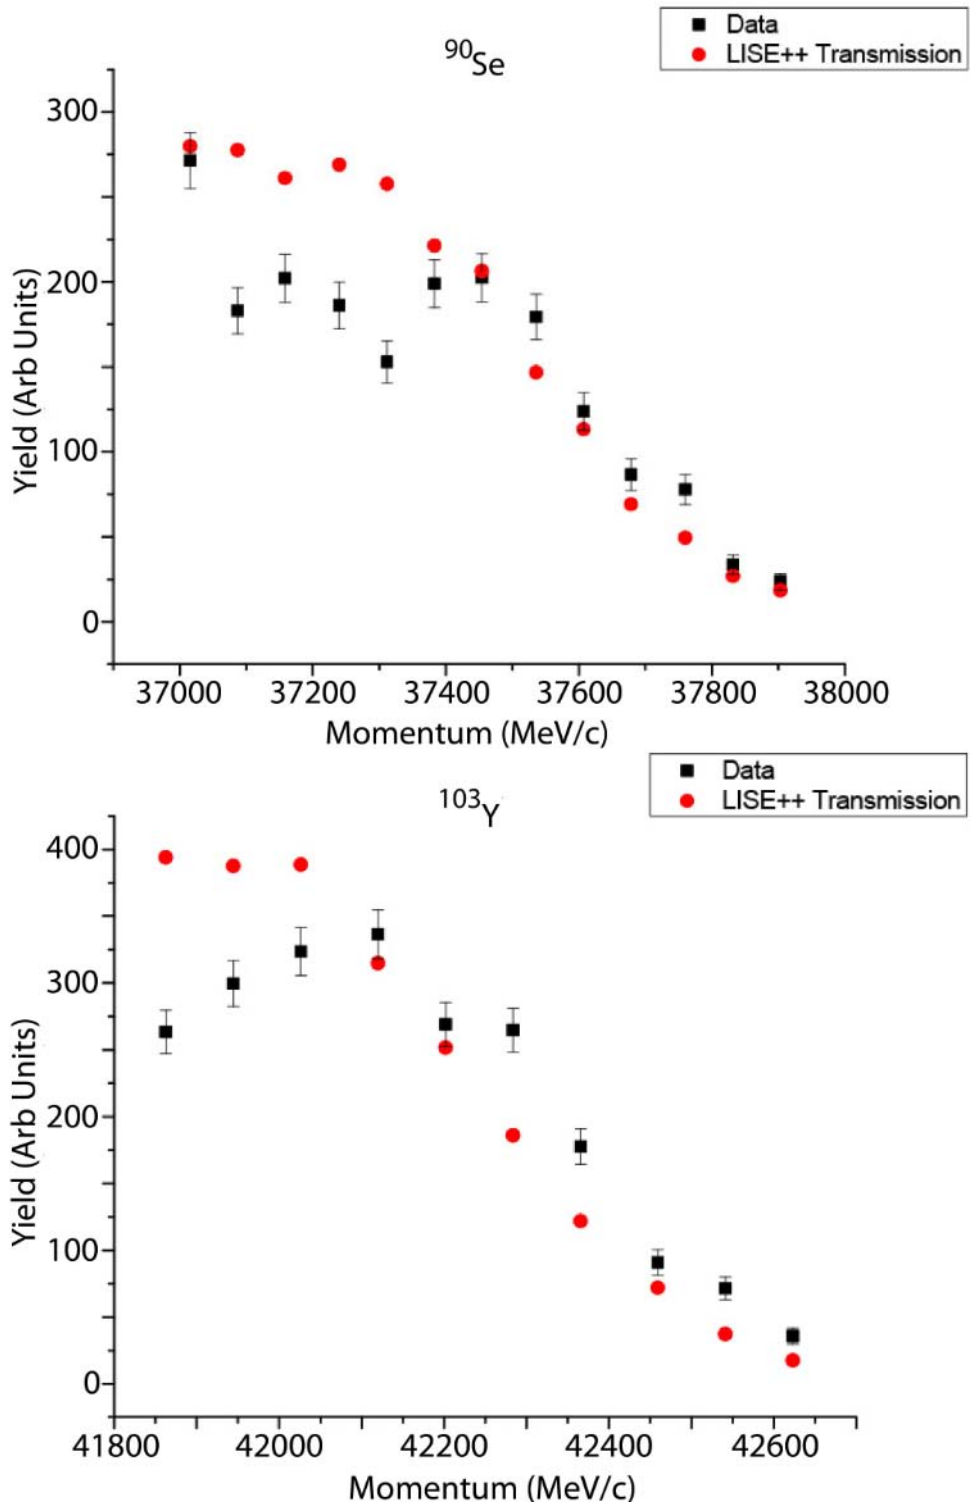 Data
LISE++ Transmission
90Se
300
200
100
0
Yield (Arb Units)
37000 37200 37400 37600 37800 38000
Momentum (MeV/c)
Data
LISE++ Transmission
103Y
400
300
200
100
0
Yield (Arb Units)
41800 42000 42200 42400 42600
Momentum (MeV/c)